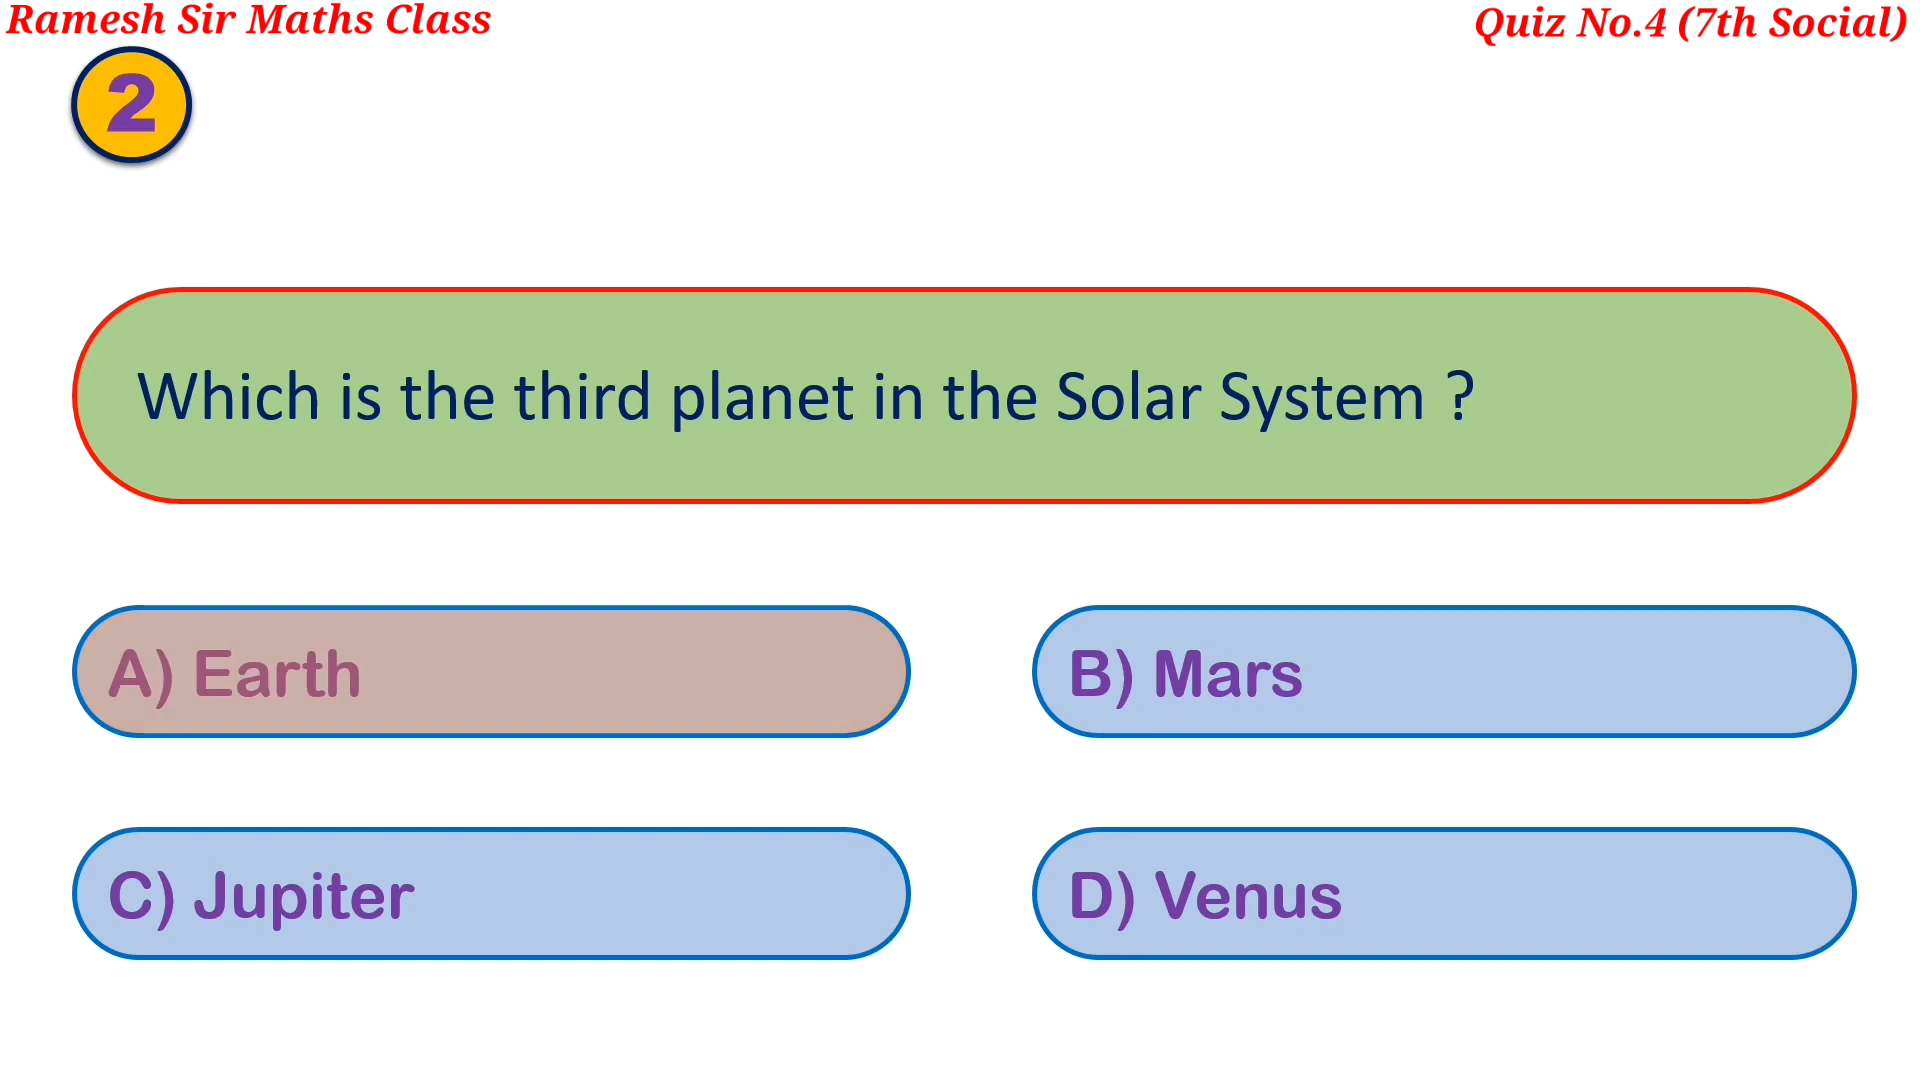 Ramesh Sir Maths Class
Quiz No.4 (7th Social)
2
Which is the third planet in the Solar System ?
A) Earth
B) Mars
C) Jupiter
D) Venus